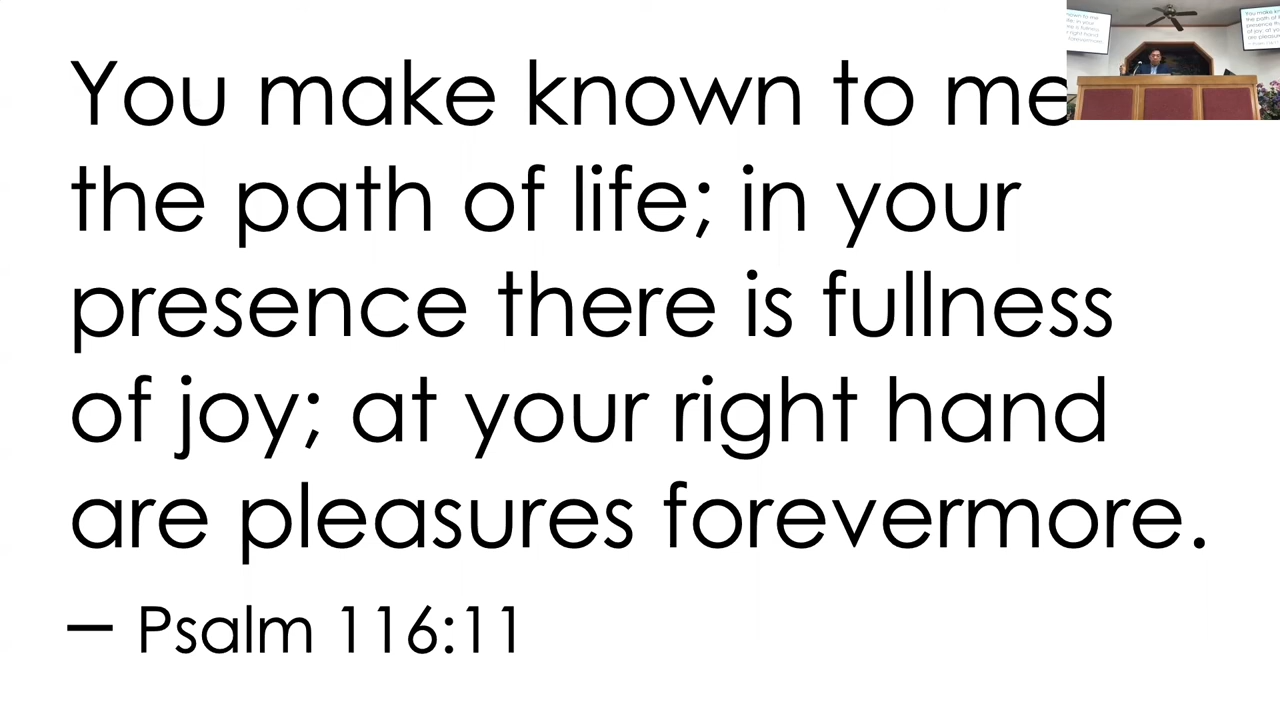 You make known to me
the path of life; in your
presence there is fullness
of joy; at your right hand
are pleasures forevermore.
– Psalm 116:11